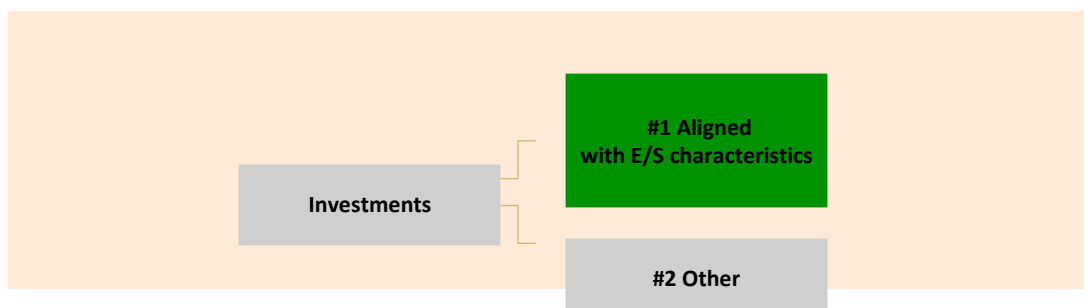 #1 Aligned
with E/S characteristics
Investments
#2 Other